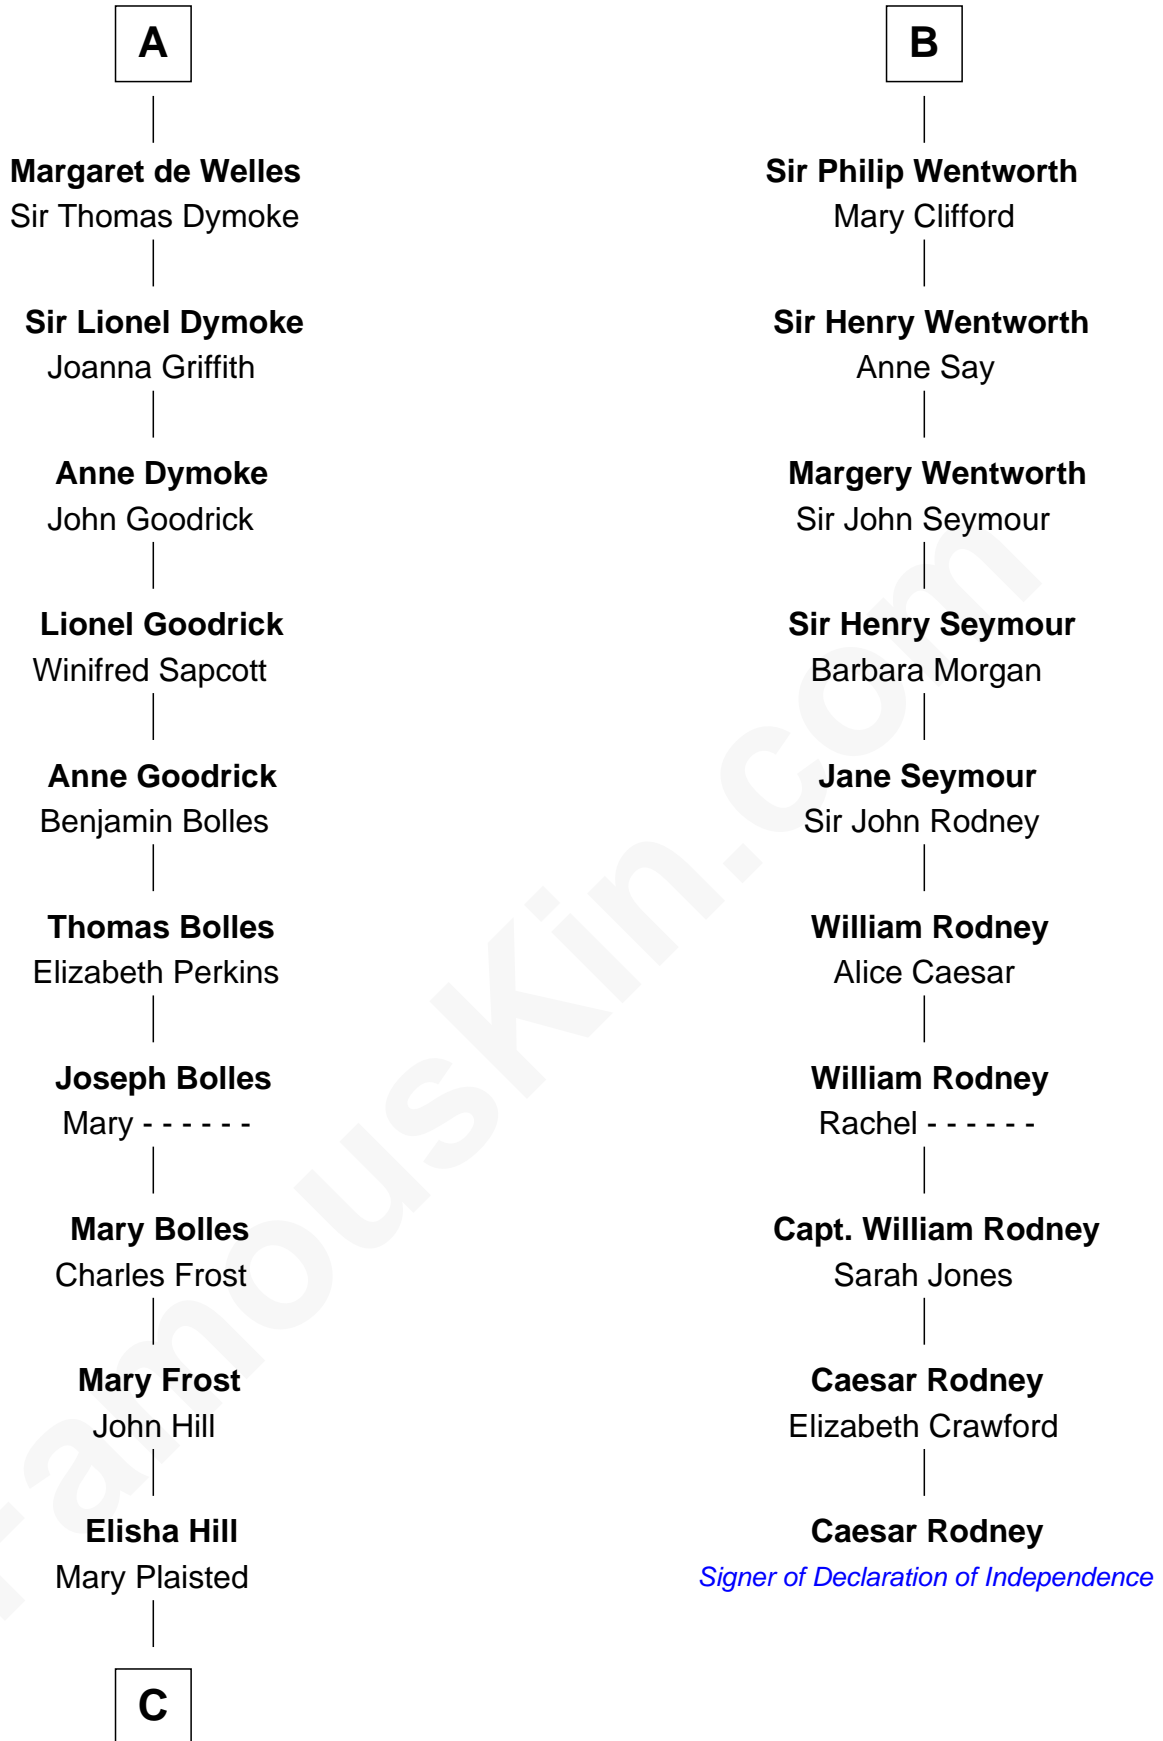 A
Margaret de Welles
Sir Thomas Dymoke
Sir Lionel Dymoke
Joanna Griffith
Anne Dymoke
John Goodrick
Lionel Goodrick
Winifred Sapcott
Anne Goodrick
Benjamin Bolles
Thomas Bolles
Elizabeth Perkins
Joseph Bolles
Mary - - - - - -
Mary Bolles
Charles Frost
Mary Frost
John Hill
Elisha Hill
Mary Plaisted
C
B
Sir Philip Wentworth
Mary Clifford
Sir Henry Wentworth
Anne Say
Margery Wentworth
Sir John Seymour
Sir Henry Seymour
Barbara Morgan
Jane Seymour
Sir John Rodney
William Rodney
Alice Caesar
William Rodney
Rachel - - - - - -
Capt. William Rodney
Sarah Jones
Caesar Rodney
Elizabeth Crawford
Caesar Rodney
Signer of Declaration of Independence
FamousKin.com